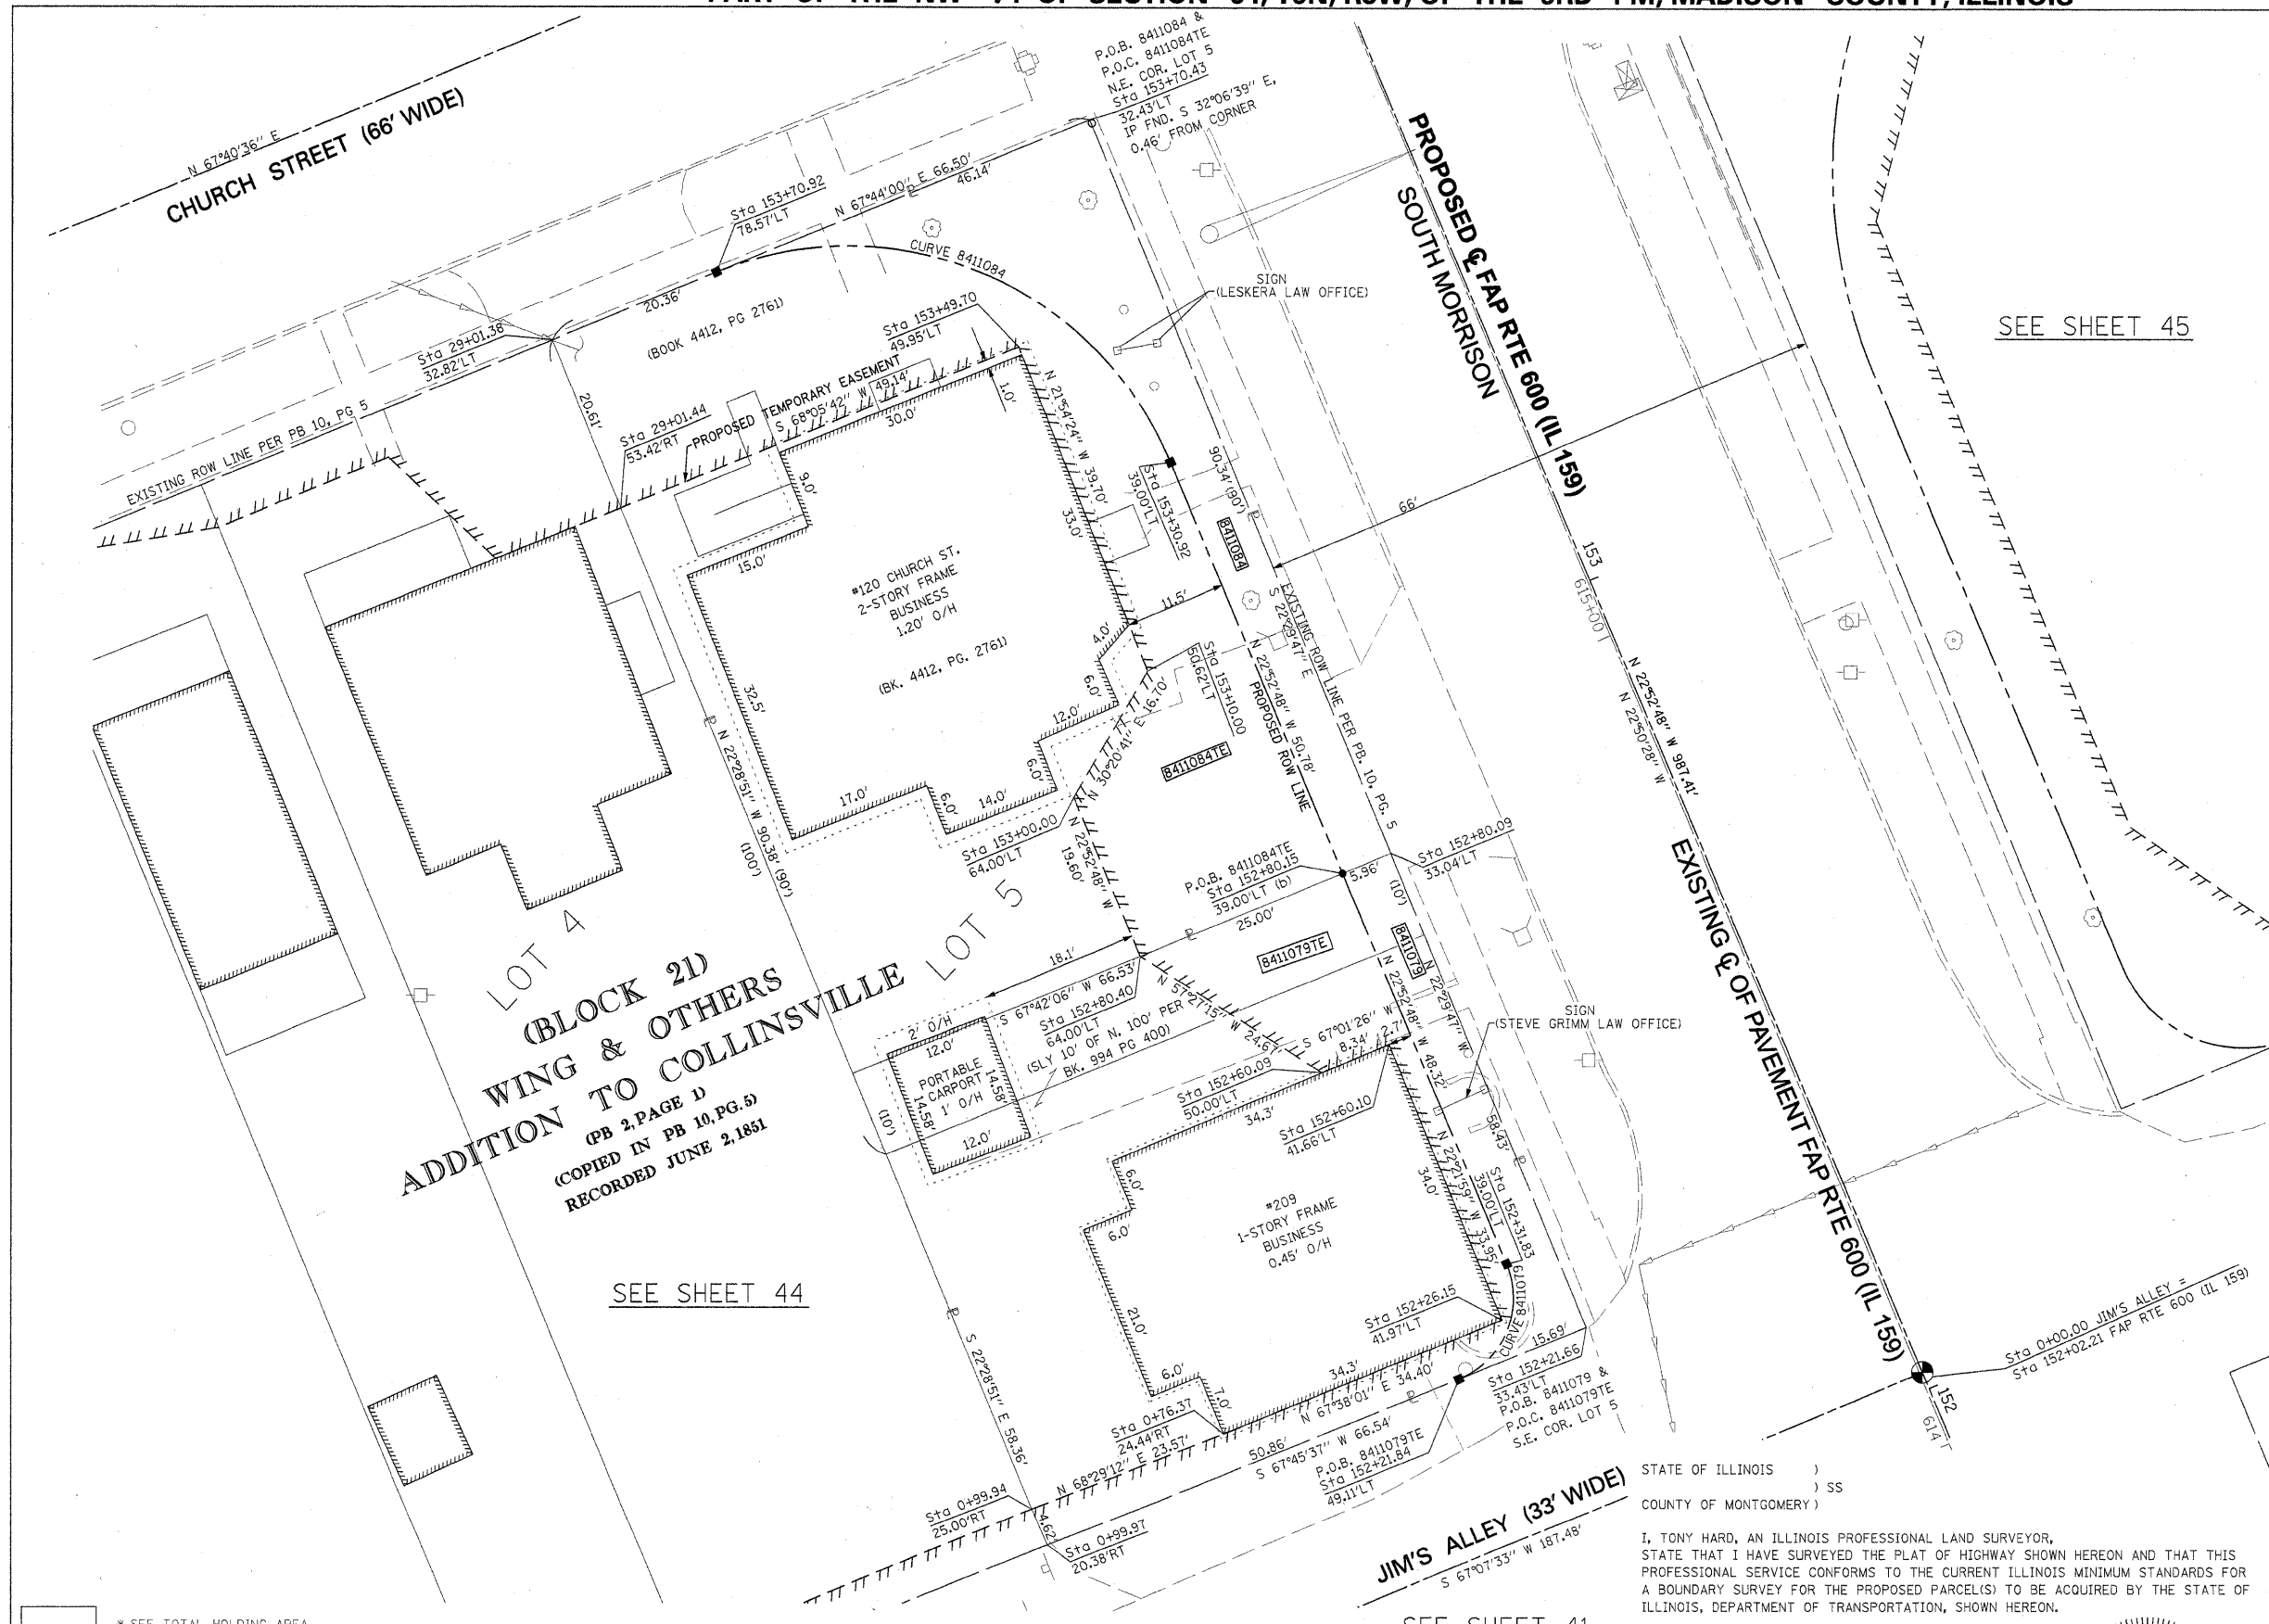 N 67°40'36" E
CHURCH STREET (66' WIDE)
P.O.B. 8411084 &
P.O.C. 8411084TE
N.E. COR. LOT 5
Sta 153+70.43
32.43'LT
IP FND. S 32°06'39" E,
0.46' FROM CORNER
PROPOSED ℄ FAP RTE 600 (IL 159)
SOUTH MORRISON
Sta 153+70.92
78.57'LT
N 67°44'00" E 66.50'
46.14'
CURVE 8411084
20.36'
(BOOK 4412, PG 2761)
SIGN
(LESKERA LAW OFFICE)
SEE SHEET 45
Sta 29+01.38
32.82'LT
EXISTING ROW LINE PER PB 10, PG 5
20.61'
Sta 29+01.44
53.42'RT
PROPOSED TEMPORARY EASEMENT
S 68°05'42" W 49.14'
Sta 153+49.70
49.95'LT
30.0'
1.0'
9.0'
15.0'
N 21°54'24" W 39.70'
33.0'
Sta 153+30.92
39.00'LT
90.34'(90')
8411084
66'
153
615+00
#120 CHURCH ST.
2-STORY FRAME
BUSINESS
1.20' O/H
(BK. 4412, PG. 2761)
11.5'
4.0'
6.0'
12.0'
6.0'
14.0'
6.0'
17.0'
32.5'
Sta 153+10.00
50.62'LT
N 30°20'41" E 16.70'
EXISTING ROW LINE PER PB. 10, PG. 5
S 22°29'47" E
N 22°52'48" W 50.78'
PROPOSED ROW LINE
8411084TE
N 22°52'48" W 987.41'
N 22°50'28" W
EXISTING ℄ OF PAVEMENT FAP RTE 600 (IL 159)
P N 22°28'51" W 90.38' (90')
(100')
Sta 153+00.00
64.00'LT
N 22°52'48" W
19.60'
P.O.B. 8411084TE
Sta 152+80.15
39.00'LT (b)
25.00'
5.96'
Sta 152+80.09
33.04'LT
(10')
8411079TE
8411079
LOT 4
LOT 5
(BLOCK 21)
WING & OTHERS
ADDITION TO COLLINSVILLE
(PB 2, PAGE 1)
(COPIED IN PB 10, PG. 5)
RECORDED JUNE 2, 1851
18.1'
S 67°42'06" W 66.53'
Sta 152+80.40
64.00'LT
(SLY 10' OF N. 100' PER
BK. 994 PG 400)
2' O/H
12.0'
PORTABLE
CARPORT
1' O/H
14.58'
14.58'
12.0'
(10')
N 57°27'15" W 24.61'
S 67°01'26" W
8.34'
2.7'
N 22°52'48" W 48.32'
N 22°29'47" W
58.43'
SIGN
(STEVE GRIMM LAW OFFICE)
Sta 152+60.09
50.00'LT
34.3'
Sta 152+60.10
41.66'LT
6.0'
6.0'
#209
1-STORY FRAME
BUSINESS
0.45' O/H
34.0'
N 22°21'59" W 33.95'
Sta 152+31.83
39.00'LT
CURVE 8411079
21.0'
6.0'
7.0'
34.3'
Sta 152+26.15
41.97'LT
15.69'
Sta 152+21.66
33.43'LT
P.O.B. 8411079 &
P.O.C. 8411079TE
S.E. COR. LOT 5
Sta 0+00.00 JIM'S ALLEY =
Sta 152+02.21 FAP RTE 600 (IL 159)
152
614
SEE SHEET 44
S 22°28'51" E 58.36'
Sta 0+76.37
24.44'RT
N 68°29'12" E 23.57'
N 67°38'01" E 34.40'
50.86'
S 67°45'37" W 66.54'
P.O.B. 8411079TE
Sta 152+21.84
49.11'LT
Sta 0+99.94
25.00'RT
4.62'
Sta 0+99.97
20.38'RT
JIM'S ALLEY (33' WIDE)
S 67°07'33" W 187.48'
STATE OF ILLINOIS )
) SS
COUNTY OF MONTGOMERY )
I, TONY HARD, AN ILLINOIS PROFESSIONAL LAND SURVEYOR,
STATE THAT I HAVE SURVEYED THE PLAT OF HIGHWAY SHOWN HEREON AND THAT THIS
PROFESSIONAL SERVICE CONFORMS TO THE CURRENT ILLINOIS MINIMUM STANDARDS FOR
A BOUNDARY SURVEY FOR THE PROPOSED PARCEL(S) TO BE ACQUIRED BY THE STATE OF
ILLINOIS, DEPARTMENT OF TRANSPORTATION, SHOWN HEREON.
SEE SHEET 41
* SEE TOTAL HOLDING AREA